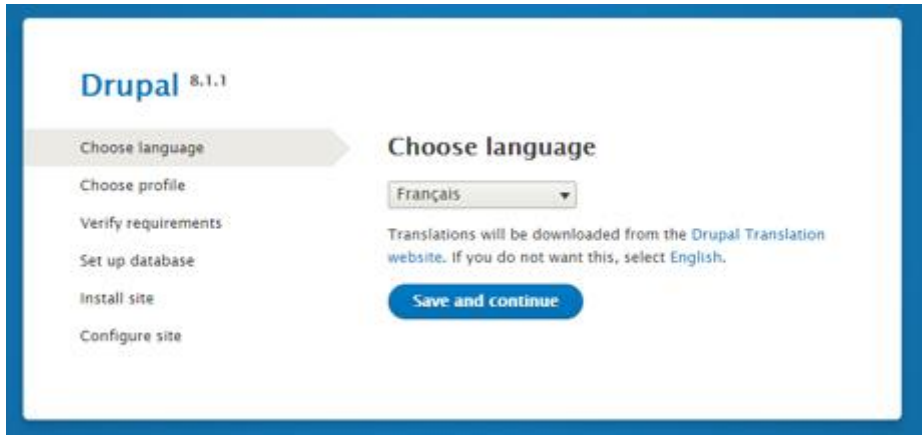 Drupal 8.1.1
Choose language
Choose profile
Verify requirements
Set up database
Install site
Configure site
Choose language
Français
Translations will be downloaded from the Drupal Translation
website. If you do not want this, select English.
Save and continue